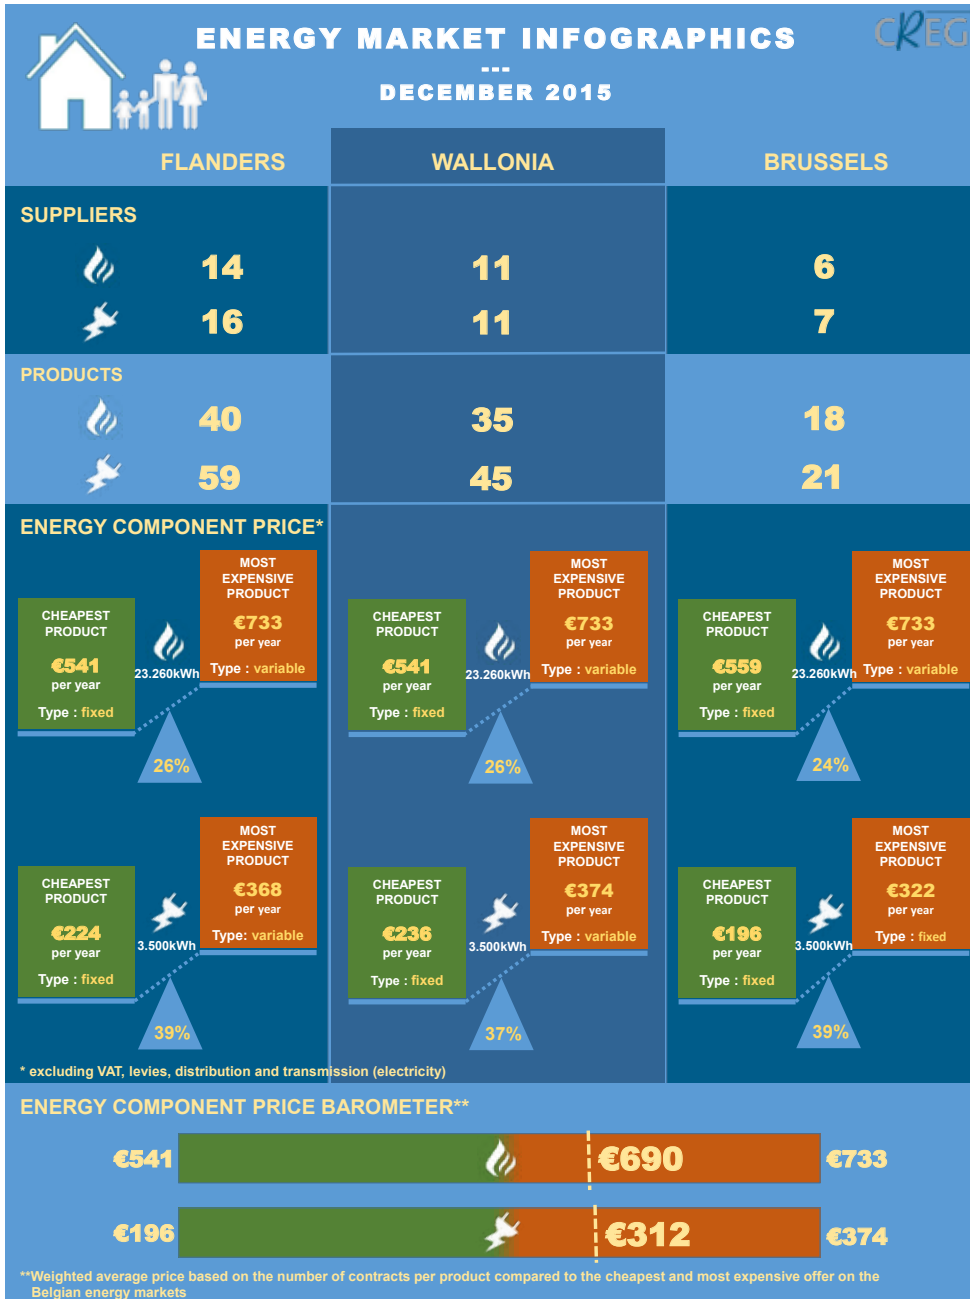 ENERGY MARKET INFOGRAPHICS
CREG
---
DECEMBER 2015
FLANDERS WALLONIA BRUSSELS
SUPPLIERS
14 11 6
16 11 7
PRODUCTS
40 35 18
59 45 21
ENERGY COMPONENT PRICE*
CHEAPEST
PRODUCT
€541
per year
Type : fixed
23.260kWh
MOST
EXPENSIVE
PRODUCT
€733
per year
Type : variable
26%
CHEAPEST
PRODUCT
€541
per year
Type : fixed
23.260kWh
MOST
EXPENSIVE
PRODUCT
€733
per year
Type : variable
26%
CHEAPEST
PRODUCT
€559
per year
Type : fixed
23.260kWh
MOST
EXPENSIVE
PRODUCT
€733
per year
Type : variable
24%
CHEAPEST
PRODUCT
€224
per year
Type : fixed
3.500kWh
MOST
EXPENSIVE
PRODUCT
€368
per year
Type: variable
39%
CHEAPEST
PRODUCT
€236
per year
Type : fixed
3.500kWh
MOST
EXPENSIVE
PRODUCT
€374
per year
Type : variable
37%
CHEAPEST
PRODUCT
€196
per year
Type : fixed
3.500kWh
MOST
EXPENSIVE
PRODUCT
€322
per year
Type : fixed
39%
* excluding VAT, levies, distribution and transmission (electricity)
ENERGY COMPONENT PRICE BAROMETER**
€541 €690 €733
€196 €312 €374
**Weighted average price based on the number of contracts per product compared to the cheapest and most expensive offer on the
Belgian energy markets